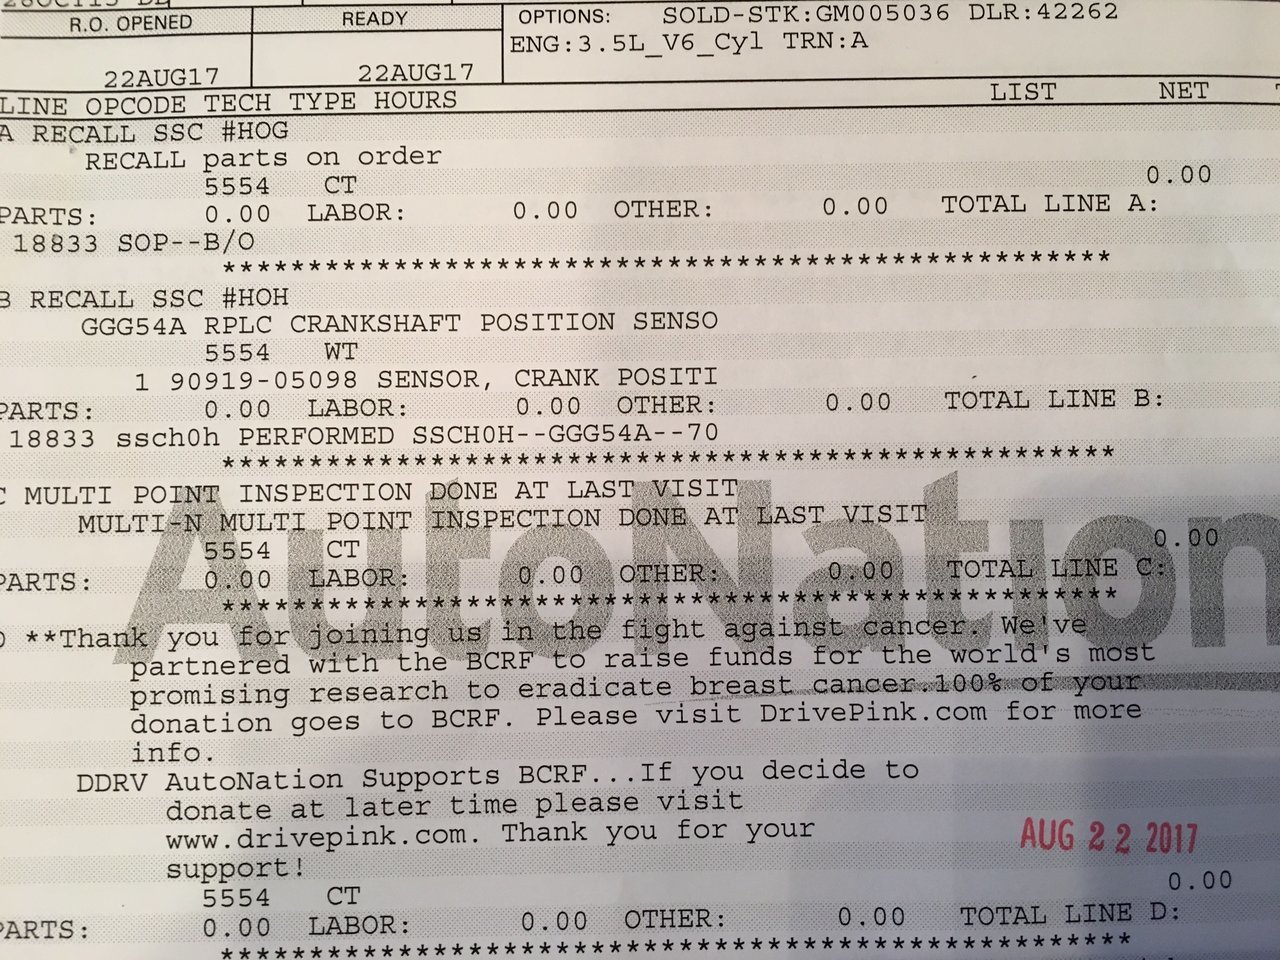 R.O. OPENED READY OPTIONS: SOLD-STK:GM005036 DLR:42262
ENG:3.5L_V6_Cyl TRN:A
22AUG17 22AUG17
LINE OPCODE TECH TYPE HOURS LIST NET
A RECALL SSC #HOG
RECALL parts on order
5554 CT 0.00
PARTS: 0.00 LABOR: 0.00 OTHER: 0.00 TOTAL LINE A:
18833 SOP--B/O
****************************************************
B RECALL SSC #HOH
GGG54A RPLC CRANKSHAFT POSITION SENSO
5554 WT
1 90919-05098 SENSOR, CRANK POSITI
PARTS: 0.00 LABOR: 0.00 OTHER: 0.00 TOTAL LINE B:
18833 ssch0h PERFORMED SSCH0H--GGG54A--70
****************************************************
C MULTI POINT INSPECTION DONE AT LAST VISIT
MULTI-N MULTI POINT INSPECTION DONE AT LAST VISIT
AutoNation
5554 CT 0.00
PARTS: 0.00 LABOR: 0.00 OTHER: 0.00 TOTAL LINE C:
****************************************************
D **Thank you for joining us in the fight against cancer. We've
partnered with the BCRF to raise funds for the world's most
promising research to eradicate breast cancer.100% of your
donation goes to BCRF. Please visit DrivePink.com for more
info.
DDRV AutoNation Supports BCRF...If you decide to
donate at later time please visit
www.drivepink.com. Thank you for your
support!
AUG 22 2017
5554 CT 0.00
PARTS: 0.00 LABOR: 0.00 OTHER: 0.00 TOTAL LINE D:
****************************************************